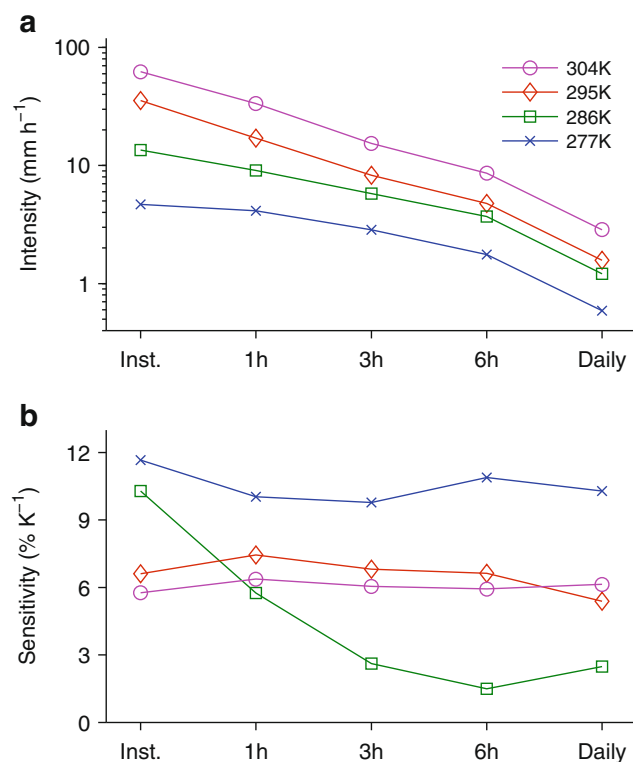 a
100
10
1
Intensity (mm h⁻¹)
304K
295K
286K
277K
Inst. 1h 3h 6h Daily
b
12
9
6
3
0
Sensitivity (% K⁻¹)
Inst. 1h 3h 6h Daily